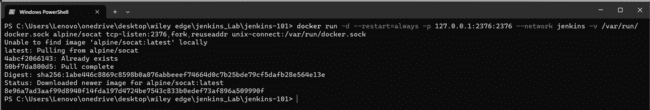 Windows PowerShell
PS C:\Users\Lenovo\onedrive\desktop\wiley edge\jenkins_Lab\jenkins-101> docker run -d --restart=always -p 127.0.0.1:2376:2376 --network jenkins -v /var/run/
docker.sock alpine/socat tcp-listen:2376,fork,reuseaddr unix-connect:/var/run/docker.sock
Unable to find image 'alpine/socat:latest' locally
latest: Pulling from alpine/socat
4abcf2066143: Already exists
50bf7da800d5: Pull complete
Digest: sha256:1abe446c8869c8598b0a076abbeeef74664d0c7b25bde79cf5dafb28e564e13e
Status: Downloaded newer image for alpine/socat:latest
8e96a7ad3aaf99d8940f14fda197d4724be7543c833b0edef73af896a509990f
PS C:\Users\Lenovo\onedrive\desktop\wiley edge\jenkins_Lab\jenkins-101>